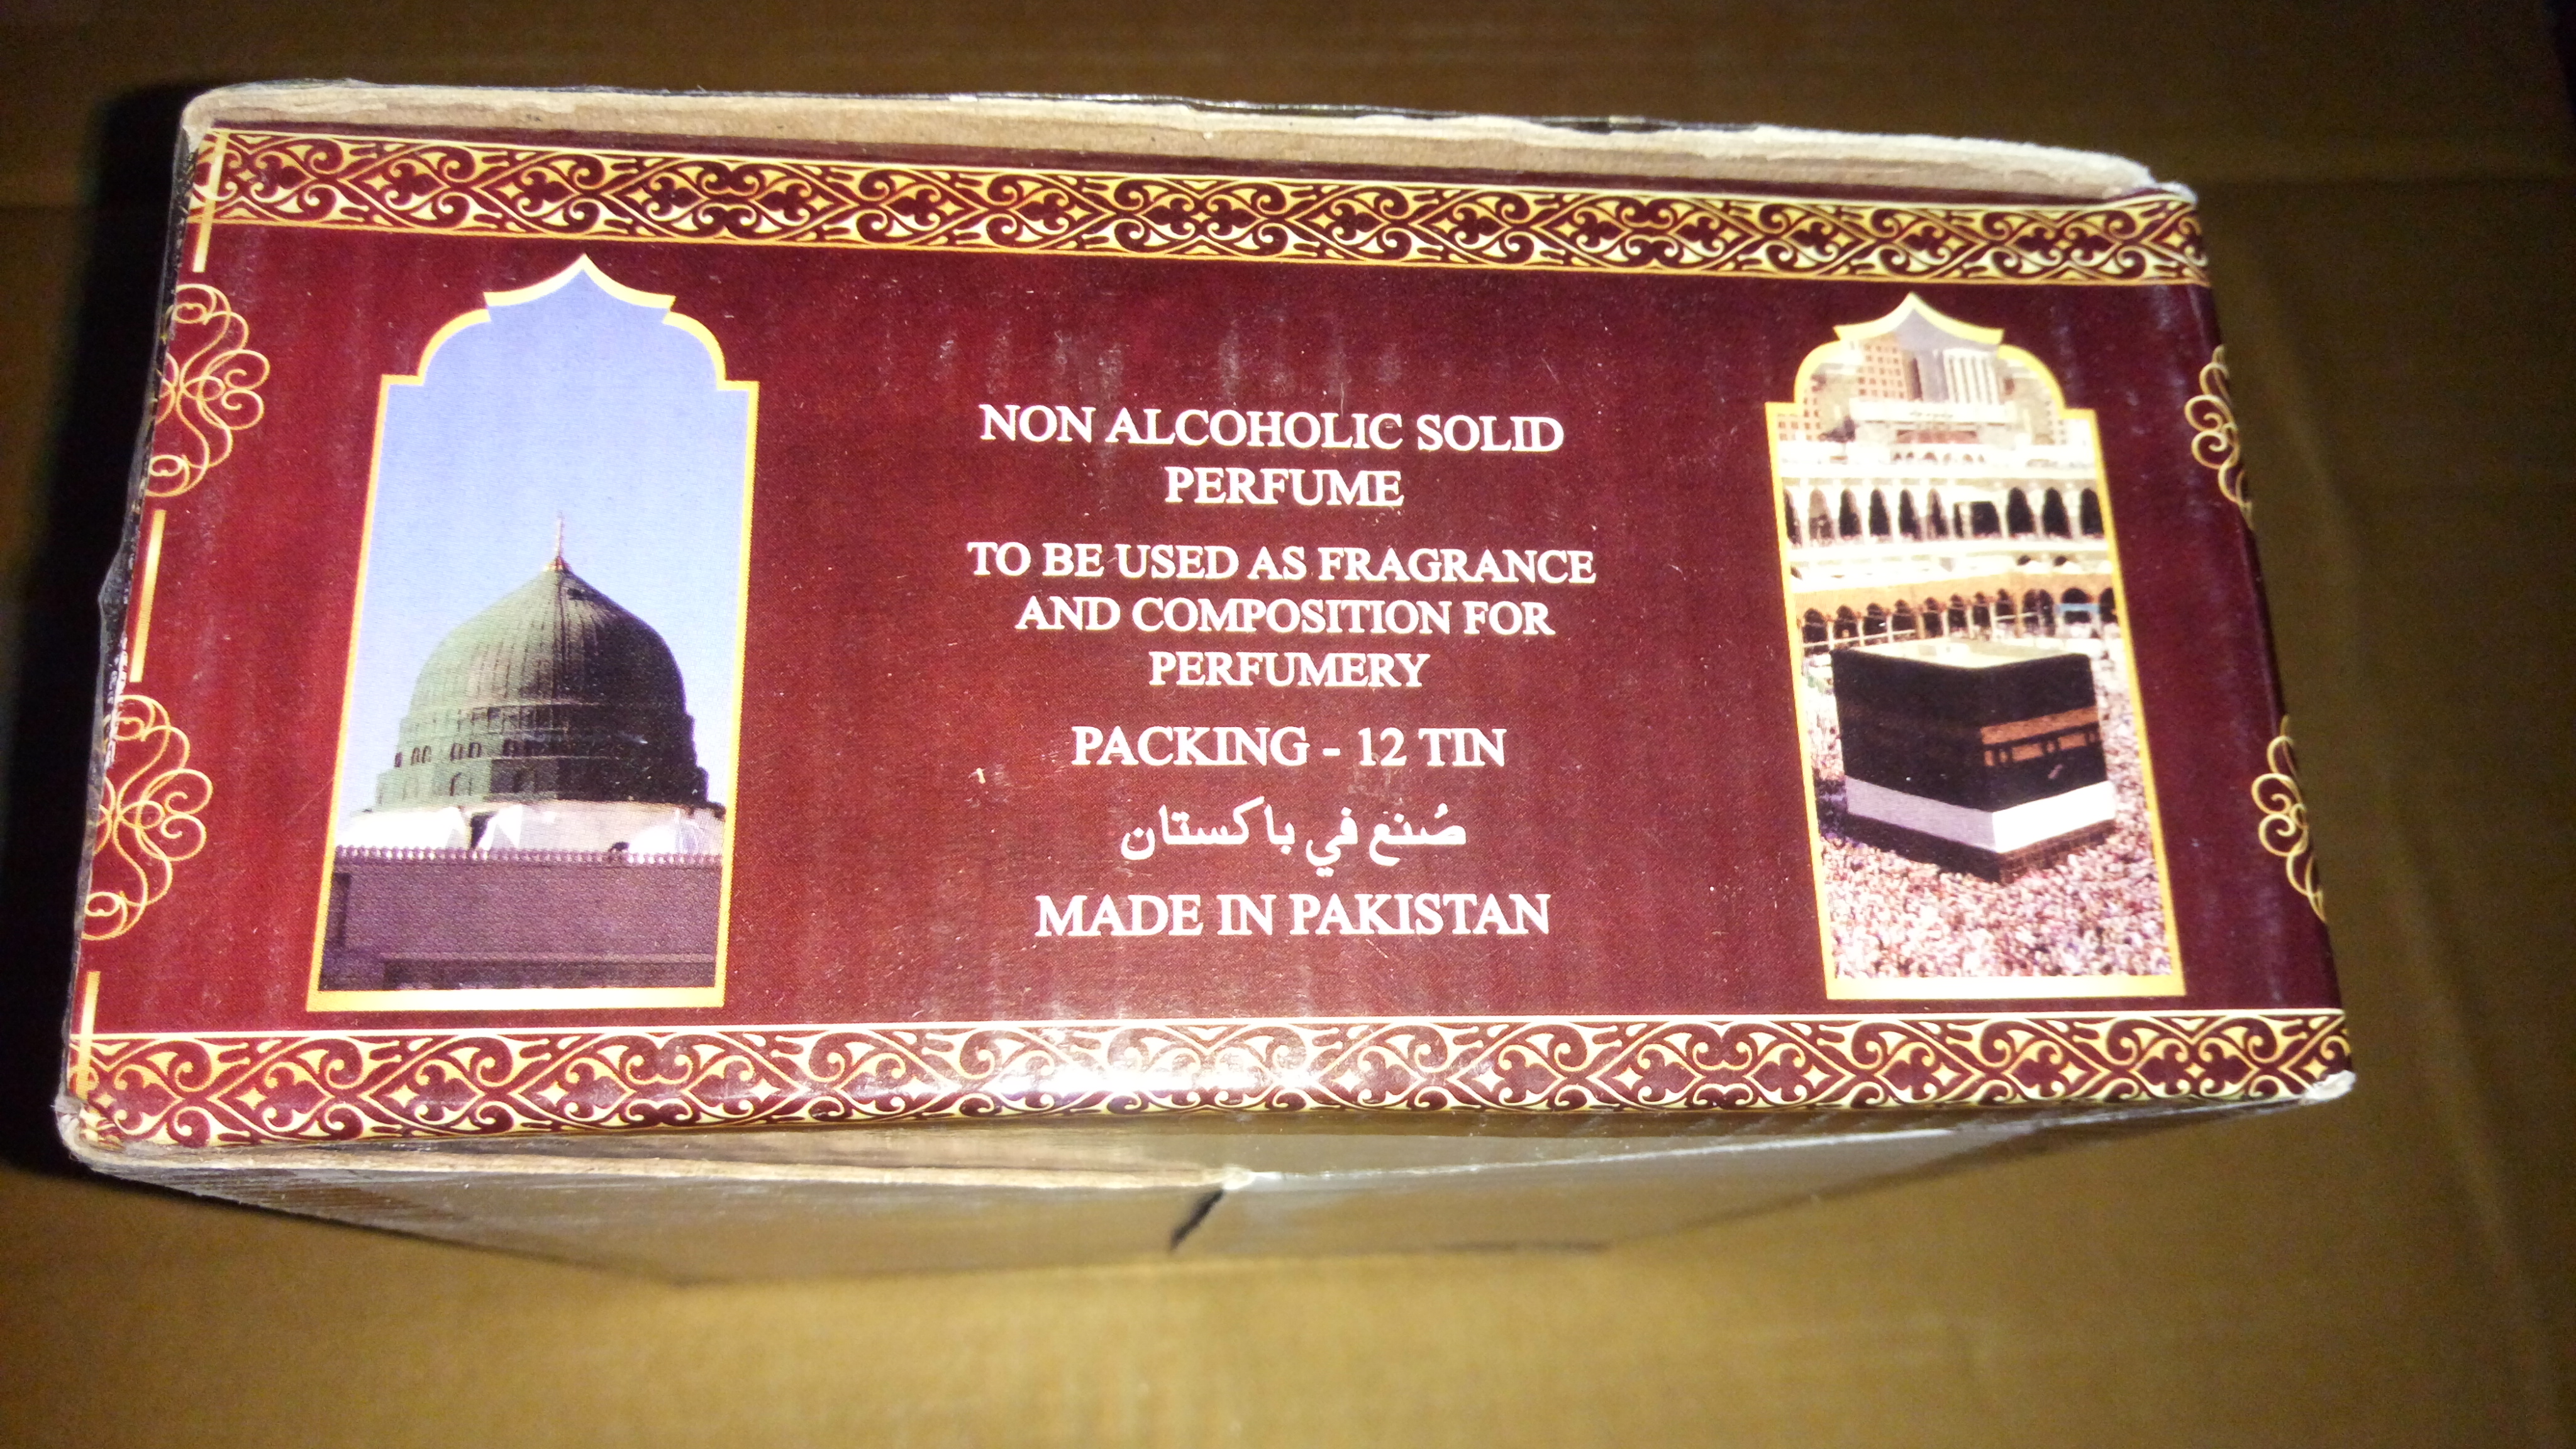 NON ALCOHOLIC SOLID
PERFUME
TO BE USED AS FRAGRANCE
AND COMPOSITION FOR
PERFUMERY
PACKING - 12 TIN
صُنع في باكستان
MADE IN PAKISTAN